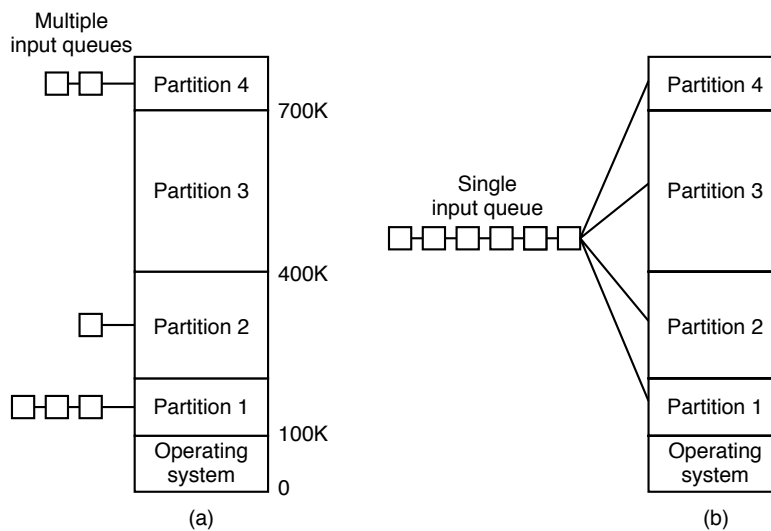 Multiple
input queues
Partition 4
700K
Partition 3
400K
Partition 2
Partition 1
100K
Operating
system
0
(a)
Single
input queue
Partition 4
Partition 3
Partition 2
Partition 1
Operating
system
(b)